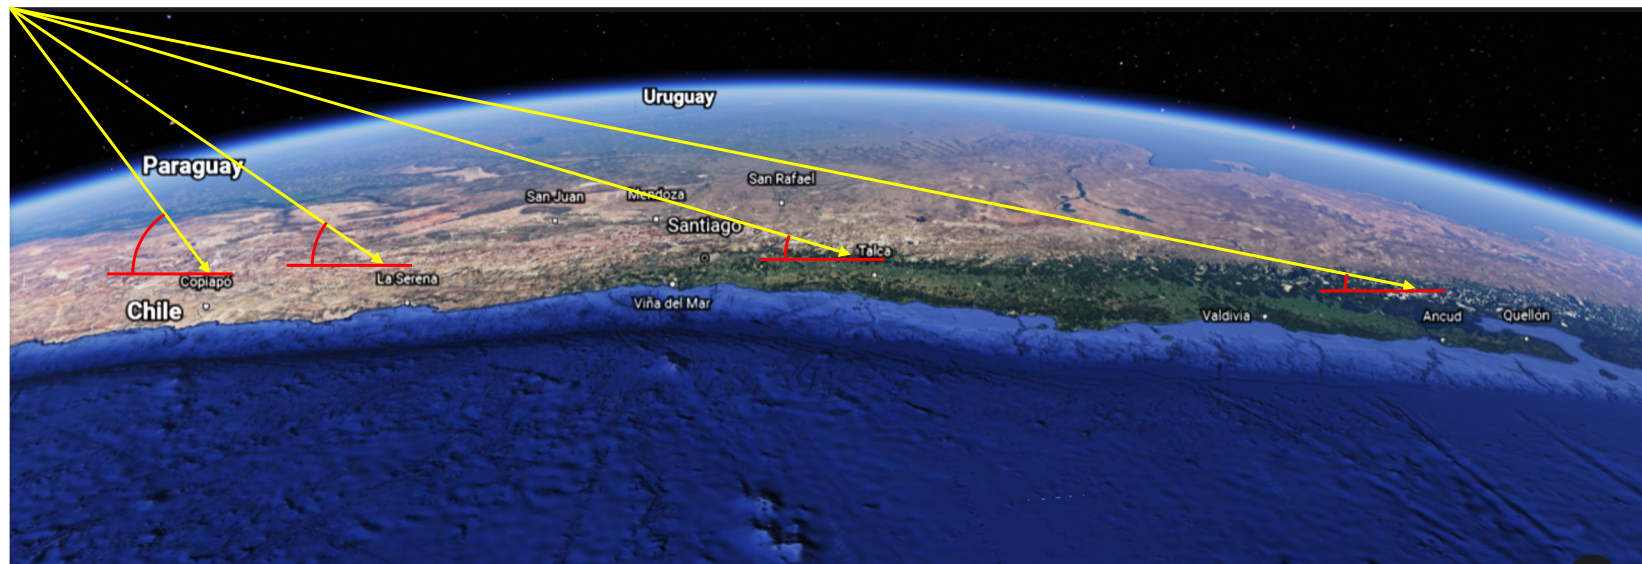 Uruguay
Paraguay
San Rafael
San Juan
Mendoza
Santiago
Talca
Copiapó
La Serena
Viña del Mar
Chile
Valdivia
Ancud
Quellón